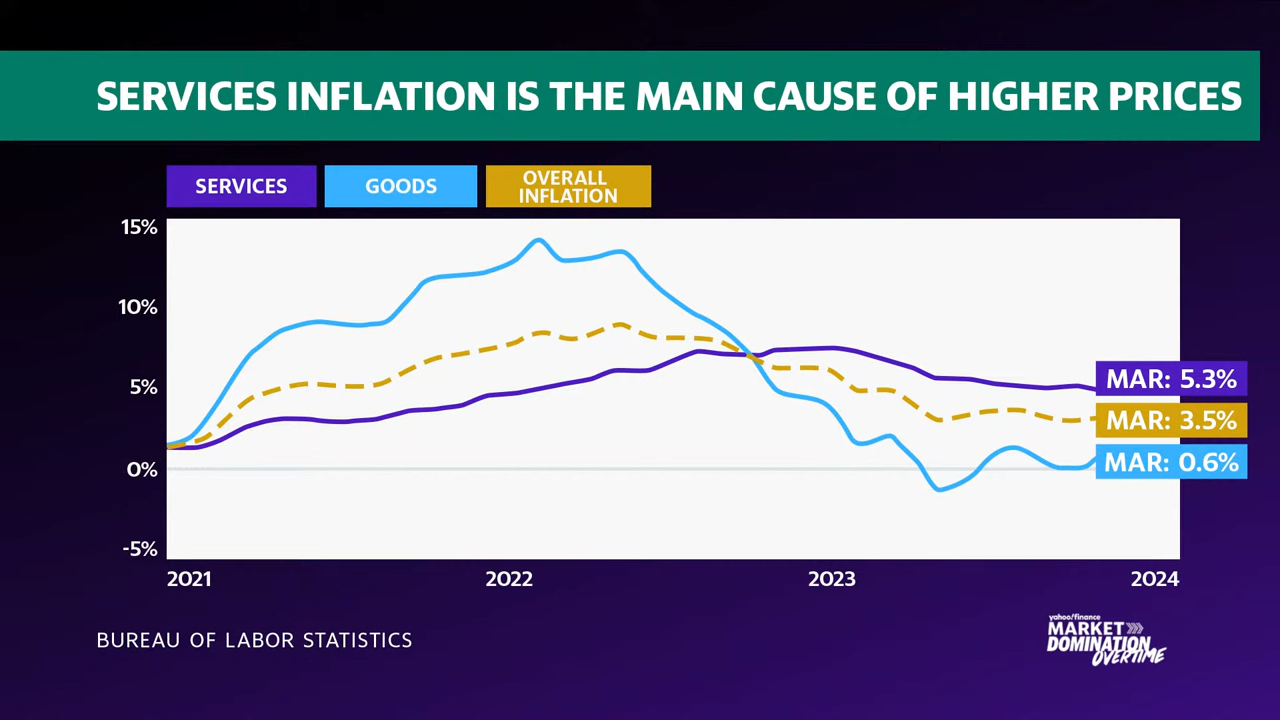 SERVICES INFLATION IS THE MAIN CAUSE OF HIGHER PRICES
SERVICES
GOODS
OVERALL
INFLATION
15%
10%
5%
0%
-5%
MAR: 5.3%
MAR: 3.5%
MAR: 0.6%
2021
2022
2023
2024
BUREAU OF LABOR STATISTICS
yahoo/finance
MARKET
DOMINATION
OVERTIME